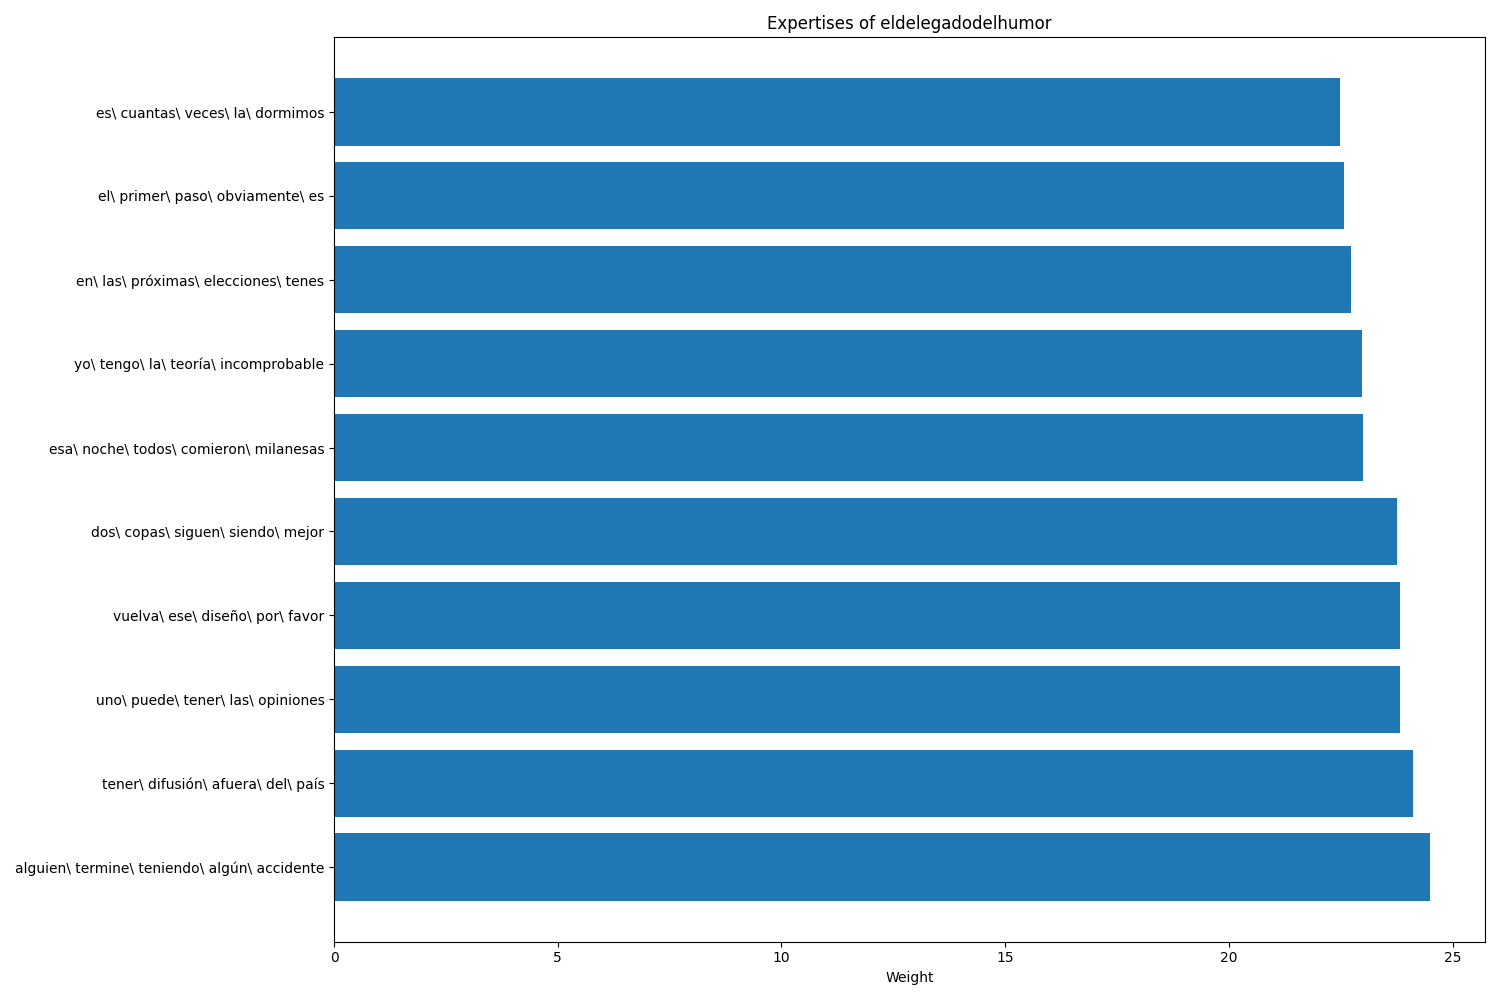 Expertises of eldelegadodelhumor
es\ cuantas\ veces\ la\ dormimos
el\ primer\ paso\ obviamente\ es
en\ las\ próximas\ elecciones\ tenes
yo\ tengo\ la\ teoría\ incomprobable
esa\ noche\ todos\ comieron\ milanesas
dos\ copas\ siguen\ siendo\ mejor
vuelva\ ese\ diseño\ por\ favor
uno\ puede\ tener\ las\ opiniones
tener\ difusión\ afuera\ del\ país
alguien\ termine\ teniendo\ algún\ accidente
0 5 10 15 20 25
Weight